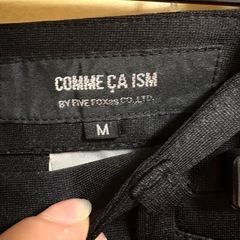 COMME ÇA ISM
BY FIVE FOXES CO., LTD.
M